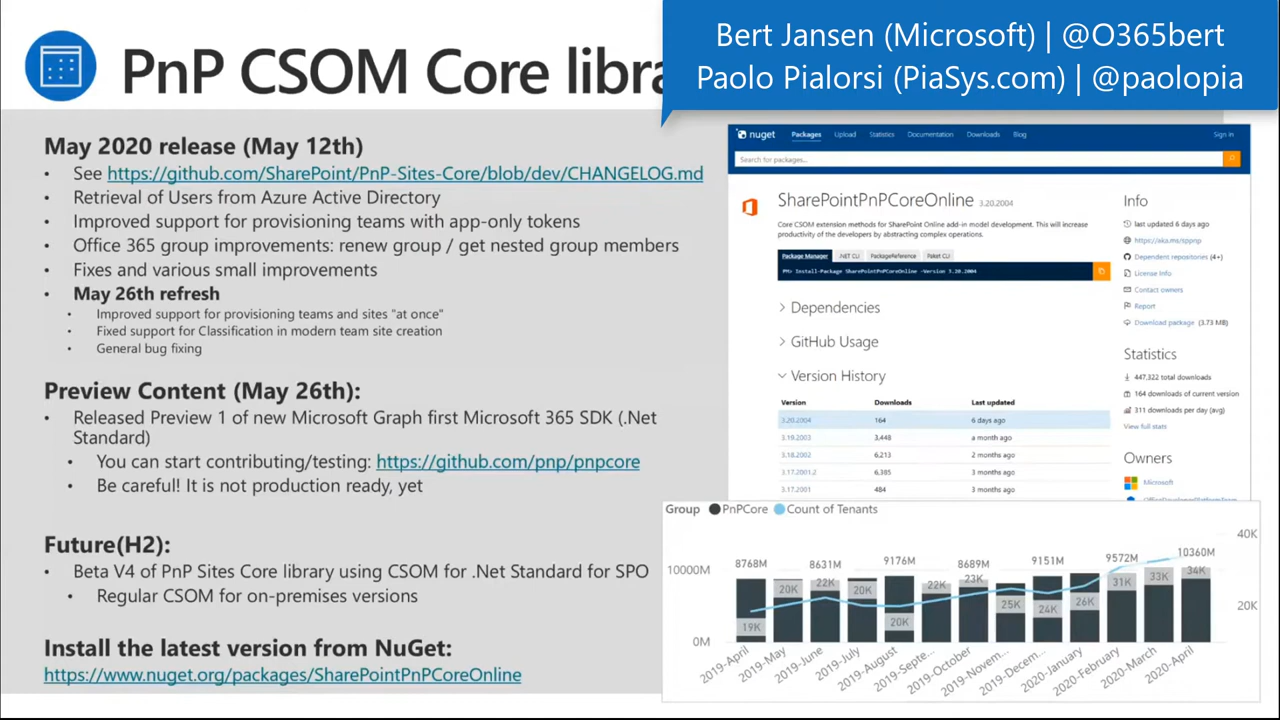 PnP CSOM Core libra
Bert Jansen (Microsoft) | @O365bert
Paolo Pialorsi (PiaSys.com) | @paolopia
May 2020 release (May 12th)
• See https://github.com/SharePoint/PnP-Sites-Core/blob/dev/CHANGELOG.md
• Retrieval of Users from Azure Active Directory
• Improved support for provisioning teams with app-only tokens
• Office 365 group improvements: renew group / get nested group members
• Fixes and various small improvements
• May 26th refresh
• Improved support for provisioning teams and sites "at once"
• Fixed support for Classification in modern team site creation
• General bug fixing
Preview Content (May 26th):
• Released Preview 1 of new Microsoft Graph first Microsoft 365 SDK (.Net
Standard)
• You can start contributing/testing: https://github.com/pnp/pnpcore
• Be careful! It is not production ready, yet
Future(H2):
• Beta V4 of PnP Sites Core library using CSOM for .Net Standard for SPO
• Regular CSOM for on-premises versions
Install the latest version from NuGet:
https://www.nuget.org/packages/SharePointPnPCoreOnline
nuget Packages Upload Statistics Documentation Downloads Blog Sign in
Search for packages...
SharePointPnPCoreOnline 3.20.2004
Core CSOM extension methods for SharePoint Online add-in model development. This will increase
productivity of the developers by abstracting complex operations.
Package Manager .NET CLI PackageReference Paket CLI
PM> Install-Package SharePointPnPCoreOnline -Version 3.20.2004
> Dependencies
> GitHub Usage
Version History
Version Downloads Last updated
3.20.2004 164 6 days ago
3.19.2003 3,448 a month ago
3.18.2002 6,213 2 months ago
3.17.2001.2 6,385 3 months ago
3.17.2001 484 3 months ago
Info
last updated 6 days ago
https://aka.ms/sppnp
Dependent repositories (4+)
License Info
Contact owners
Report
Download package (3.73 MB)
Statistics
447,322 total downloads
164 downloads of current version
311 downloads per day (avg)
View full stats
Owners
Microsoft
OfficeDevelopmentPlatformTeam
Group PnPCore Count of Tenants
40K
10000M
20K
0M
8768M 8631M 9176M 8689M 9151M 9572M 10360M
19K 20K 22K 20K 20K 22K 23K 25K 24K 26K 31K 33K 34K
2019-April 2019-May 2019-June 2019-July 2019-August 2019-Septe... 2019-October 2019-Novem... 2019-Decem... 2020-January 2020-February 2020-March 2020-April